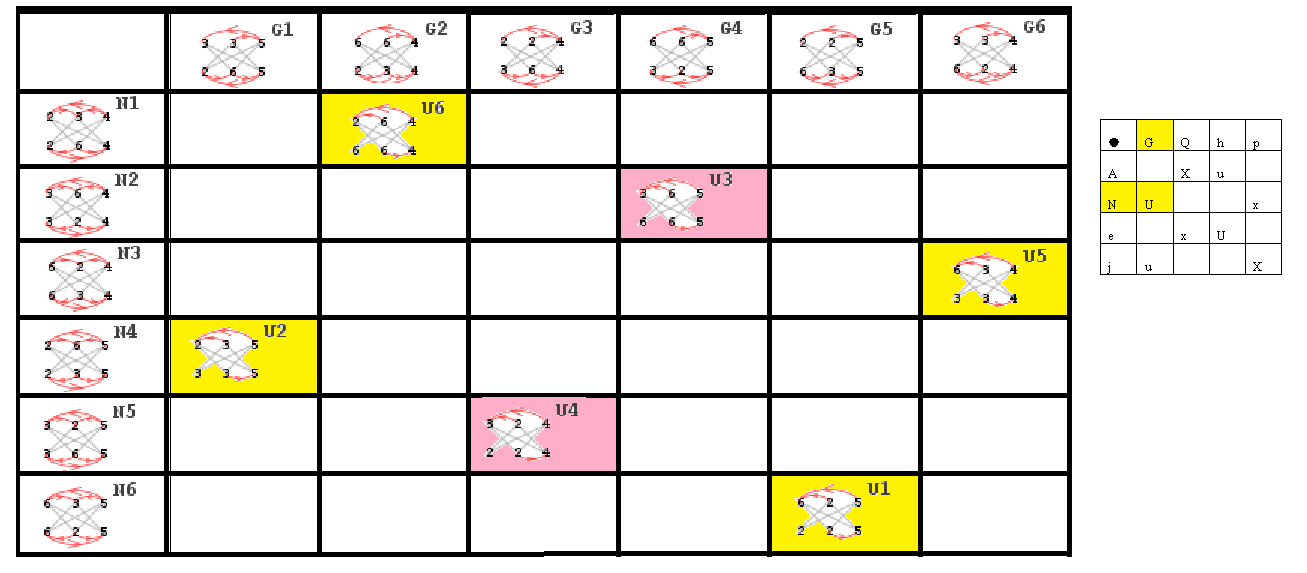 G1 G2 G3 G4 G5 G6
3 3 5 6 6 4 2 2 4 6 6 5 2 2 5 3 3 4
2 6 5 2 3 4 3 6 4 3 2 5 6 3 5 6 2 4
N1 U6
2 3 4 2 6 4
2 6 4 6 6 4
N2 U3
3 6 4 3 6 5
3 2 4 6 6 5
N3 U5
6 2 4 6 3 4
6 3 4 3 3 4
N4 U2
2 6 5 2 3 5
2 3 5 3 3 5
N5 U4
3 2 5 3 2 4
3 6 5 2 2 4
N6 U1
6 3 5 6 2 5
6 2 5 2 2 5
G Q h p
A X u
N U x
e x U
j u X